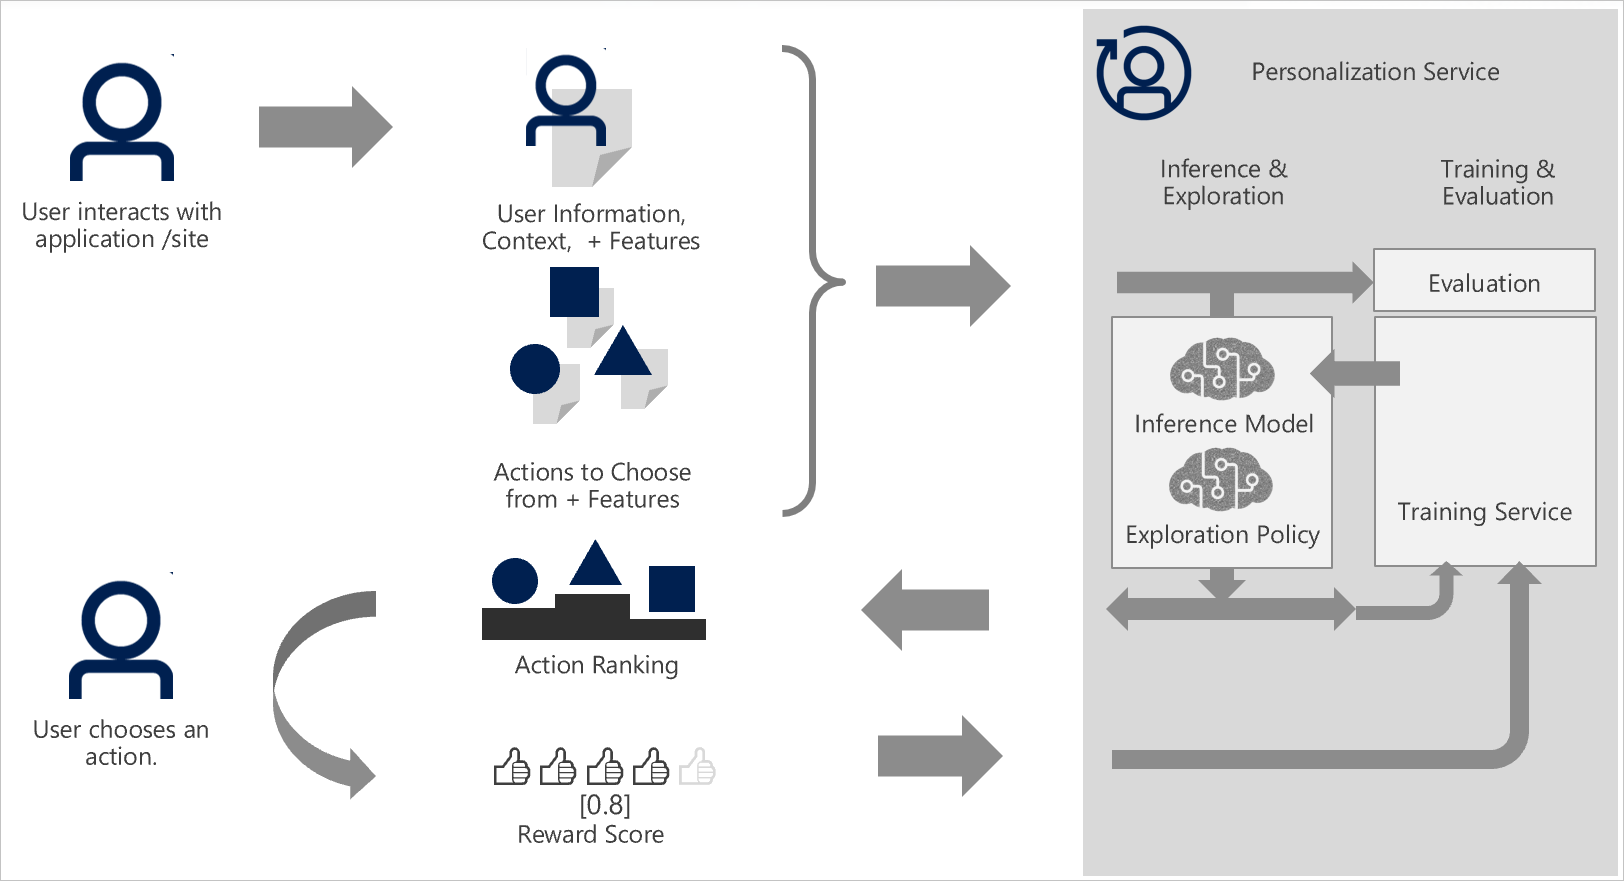 User interacts with
application /site
User Information,
Context,  + Features
Actions to Choose
from + Features
User chooses an
action.
Action Ranking
[0.8]
Reward Score
Personalization Service
Inference &
Exploration
Training &
Evaluation
Evaluation
Inference Model
Exploration Policy
Training Service